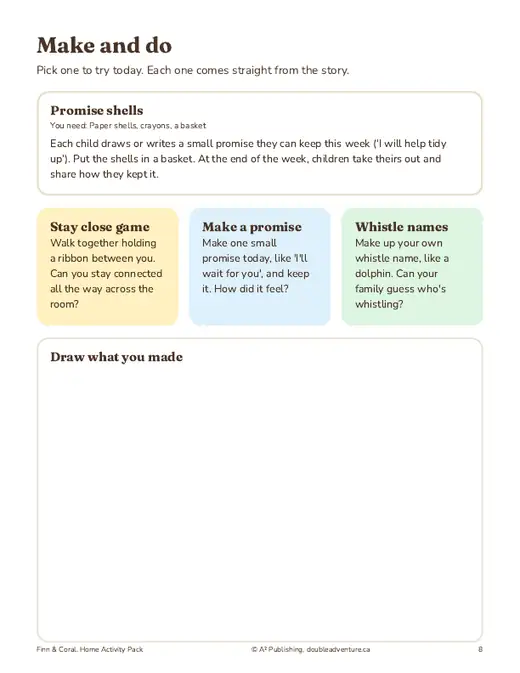 Make and do
Pick one to try today. Each one comes straight from the story.
Promise shells
You need: Paper shells, crayons, a basket
Each child draws or writes a small promise they can keep this week ('I will help tidy
up'). Put the shells in a basket. At the end of the week, children take theirs out and
share how they kept it.
Stay close game
Walk together holding
a ribbon between you.
Can you stay connected
all the way across the
room?
Make a promise
Make one small
promise today, like 'I'll
wait for you', and keep
it. How did it feel?
Whistle names
Make up your own
whistle name, like a
dolphin. Can your
family guess who's
whistling?
Draw what you made
Finn & Coral. Home Activity Pack
© A² Publishing, doubleadventure.ca
8